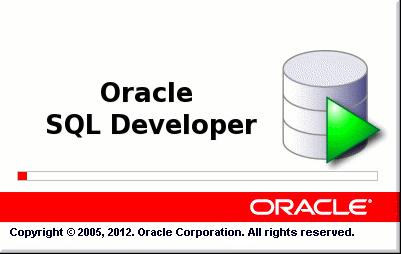 Oracle
SQL Developer
ORACLE®
Copyright © 2005, 2012. Oracle Corporation. All rights reserved.